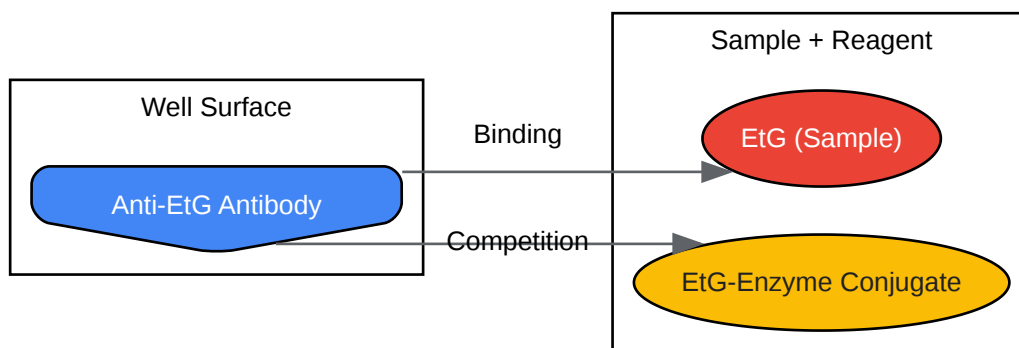 Well Surface
Anti-EtG Antibody
Binding
Competition
Sample + Reagent
EtG (Sample)
EtG-Enzyme Conjugate